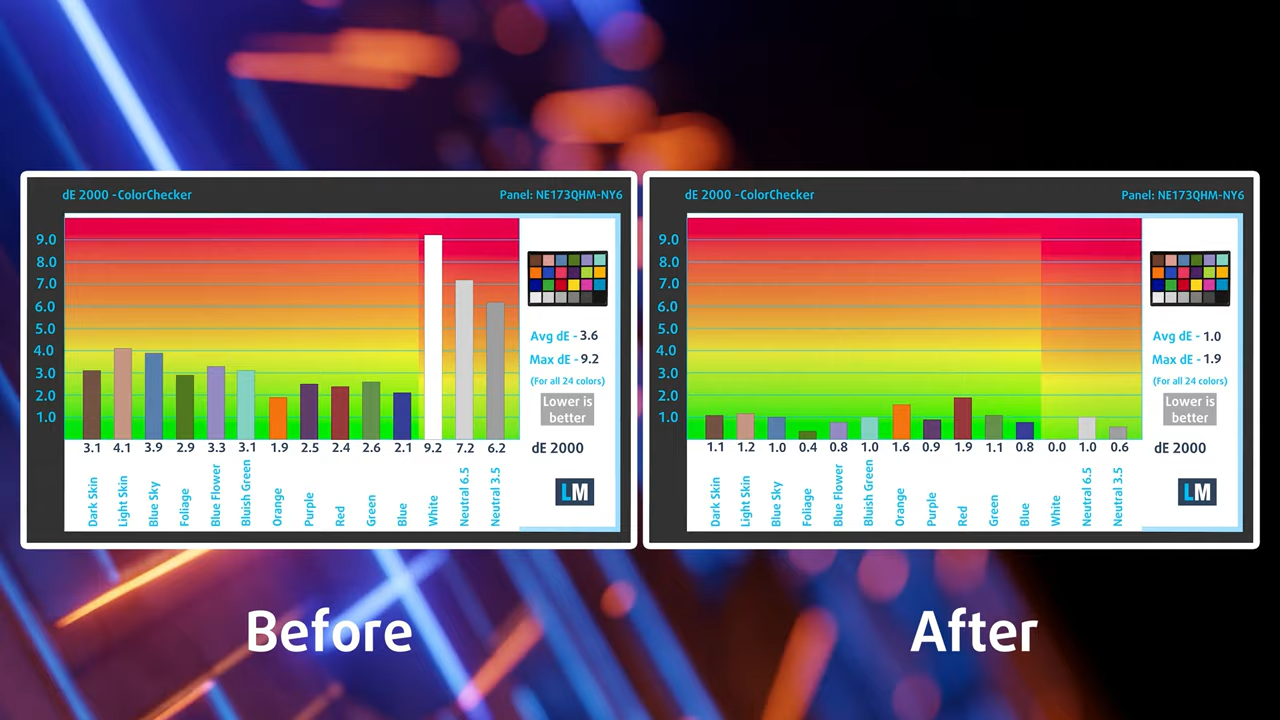 dE 2000 -ColorChecker
Panel: NE173QHM-NY6
9.0
8.0
7.0
6.0
5.0
4.0
3.0
2.0
1.0
3.1 4.1 3.9 2.9 3.3 3.1 1.9 2.5 2.4 2.6 2.1 9.2 7.2 6.2
Dark Skin
Light Skin
Blue Sky
Foliage
Blue Flower
Bluish Green
Orange
Purple
Red
Green
Blue
White
Neutral 6.5
Neutral 3.5
Avg dE - 3.6
Max dE - 9.2
(For all 24 colors)
Lower is
better
dE 2000
LM
dE 2000 -ColorChecker
Panel: NE173QHM-NY6
9.0
8.0
7.0
6.0
5.0
4.0
3.0
2.0
1.0
1.1 1.2 1.0 0.4 0.8 1.0 1.6 0.9 1.9 1.1 0.8 0.0 1.0 0.6
Dark Skin
Light Skin
Blue Sky
Foliage
Blue Flower
Bluish Green
Orange
Purple
Red
Green
Blue
White
Neutral 6.5
Neutral 3.5
Avg dE - 1.0
Max dE - 1.9
(For all 24 colors)
Lower is
better
dE 2000
LM
Before
After